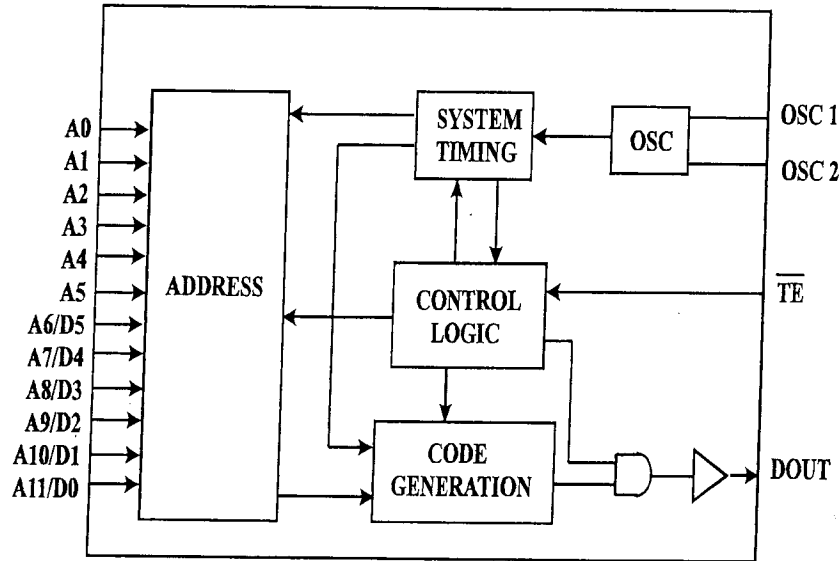 A0
A1
A2
A3
A4
A5
A6/D5
A7/D4
A8/D3
A9/D2
A10/D1
A11/D0
ADDRESS
SYSTEM
TIMING
OSC
OSC 1
OSC 2
CONTROL
LOGIC
T̅E̅
CODE
GENERATION
DOUT